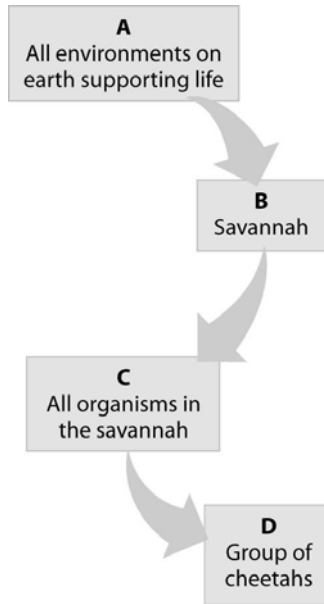 A
All environments on
earth supporting life
B
Savannah
C
All organisms in
the savannah
D
Group of
cheetahs